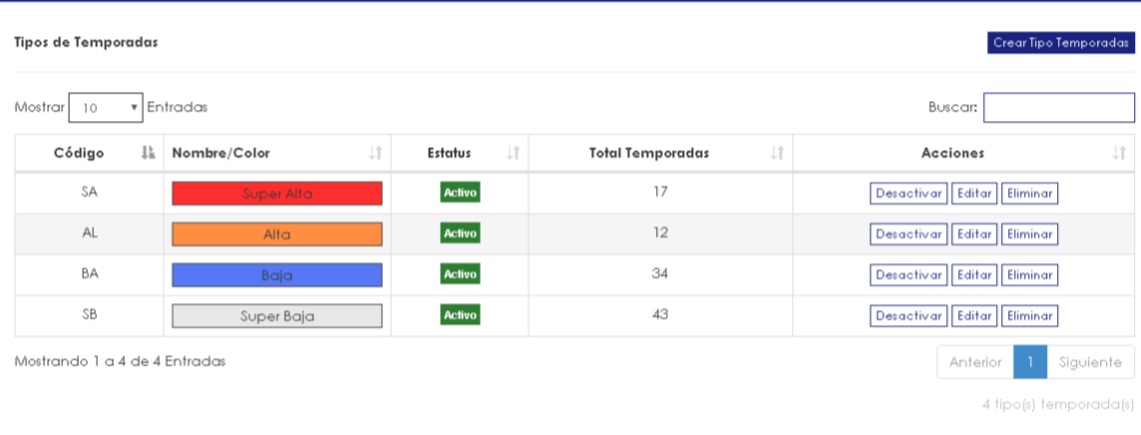 Tipos de Temporadas Crear Tipo Temporadas
Mostrar 10 Entradas Buscar:
Código Nombre/Color Estatus Total Temporadas Acciones
SA Super Alta Activo 17 Desactivar Editar Eliminar
AL Alta Activo 12 Desactivar Editar Eliminar
BA Baja Activo 34 Desactivar Editar Eliminar
SB Super Baja Activo 43 Desactivar Editar Eliminar
Mostrando 1 a 4 de 4 Entradas Anterior 1 Siguiente
4 tipo(s) temporada(s)